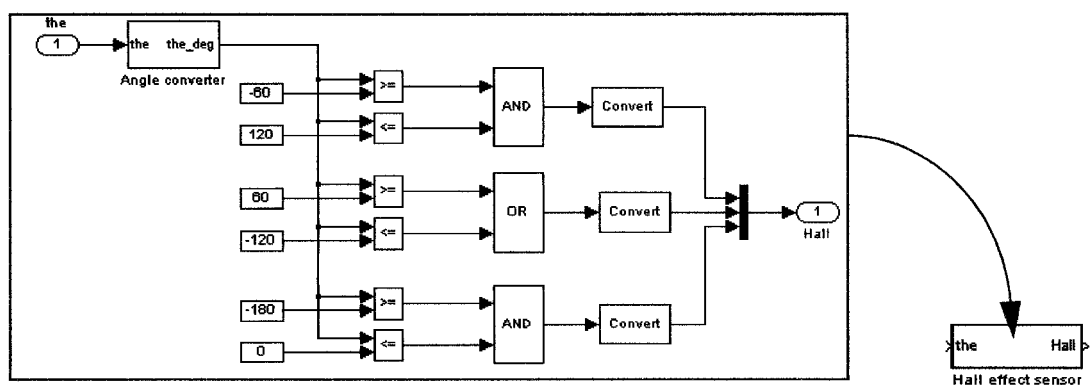 the
1
the the_deg
Angle converter
-60
>=
AND
Convert
120
<=
60
>=
OR
Convert
1
Hall
-120
<=
-180
>=
AND
Convert
0
<=
the Hall
Hall effect sensor